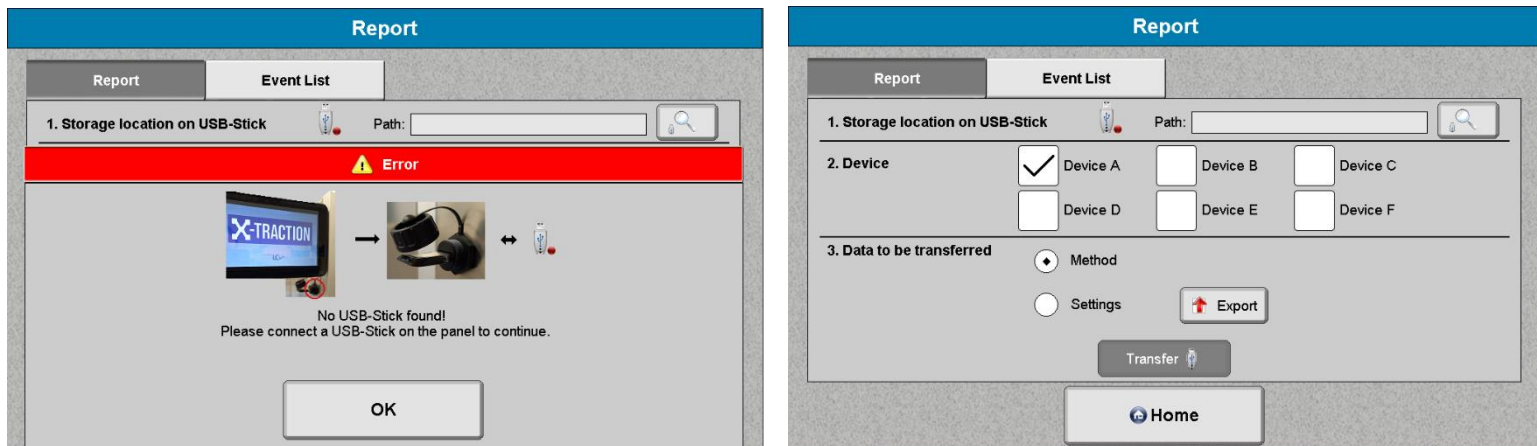 Report
Report
Event List
1. Storage location on USB-Stick
Path:
Error
X-TRACTION
No USB-Stick found!
Please connect a USB-Stick on the panel to continue.
OK
Report
Report
Event List
1. Storage location on USB-Stick
Path:
2. Device
Device A
Device B
Device C
Device D
Device E
Device F
3. Data to be transferred
Method
Settings
Export
Transfer
Home